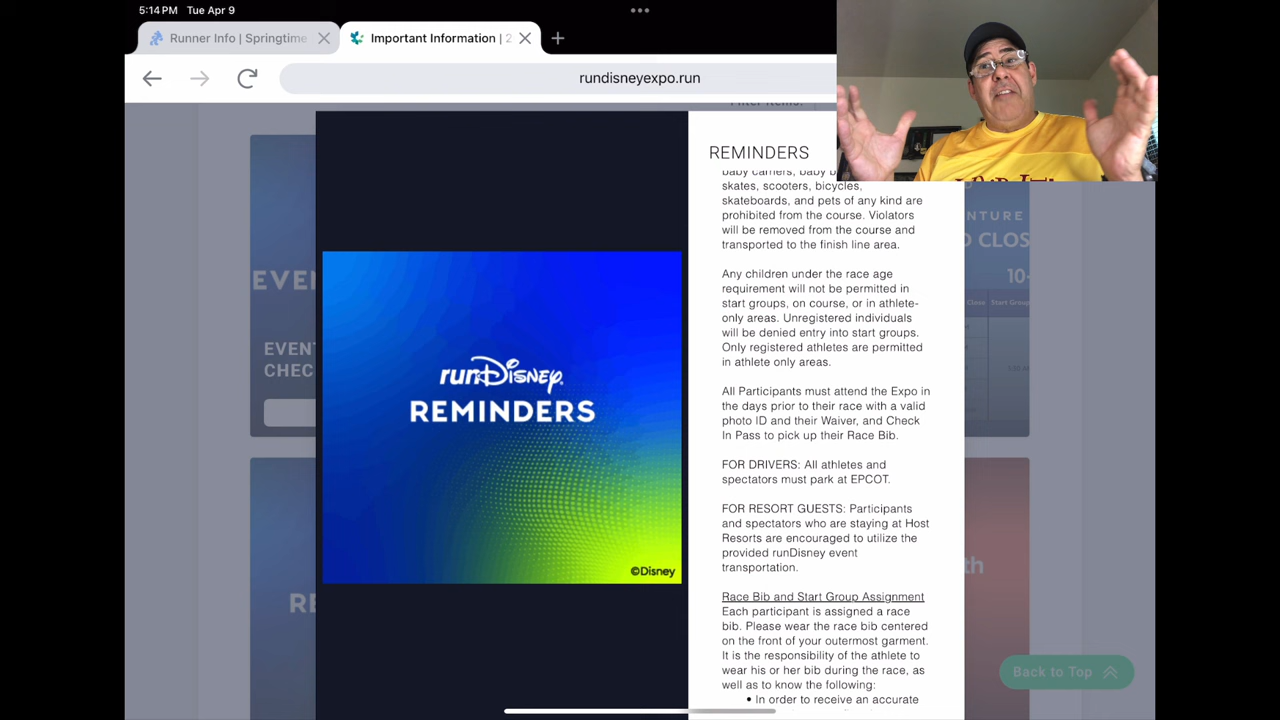 5:14 PM Tue Apr 9
Runner Info | Springtime
Important Information | 2
rundisneyexpo.run
REMINDERS
skates, scooters, bicycles,
skateboards, and pets of any kind are
prohibited from the course. Violators
will be removed from the course and
transported to the finish line area.
Any children under the race age
requirement will not be permitted in
start groups, on course, or in athlete-
only areas. Unregistered individuals
will be denied entry into start groups.
Only registered athletes are permitted
in athlete only areas.
All Participants must attend the Expo in
the days prior to their race with a valid
photo ID and their Waiver, and Check
In Pass to pick up their Race Bib.
FOR DRIVERS: All athletes and
spectators must park at EPCOT.
FOR RESORT GUESTS: Participants
and spectators who are staying at Host
Resorts are encouraged to utilize the
provided runDisney event
transportation.
Race Bib and Start Group Assignment
Each participant is assigned a race
bib. Please wear the race bib centered
on the front of your outermost garment.
It is the responsibility of the athlete to
wear his or her bib during the race, as
well as to know the following:
• In order to receive an accurate
runDisney
REMINDERS
©Disney
EVEN
EVENT
CHEC
RE
NTURE
D CLOS
10-
Class
Start Group
th
Back to Top